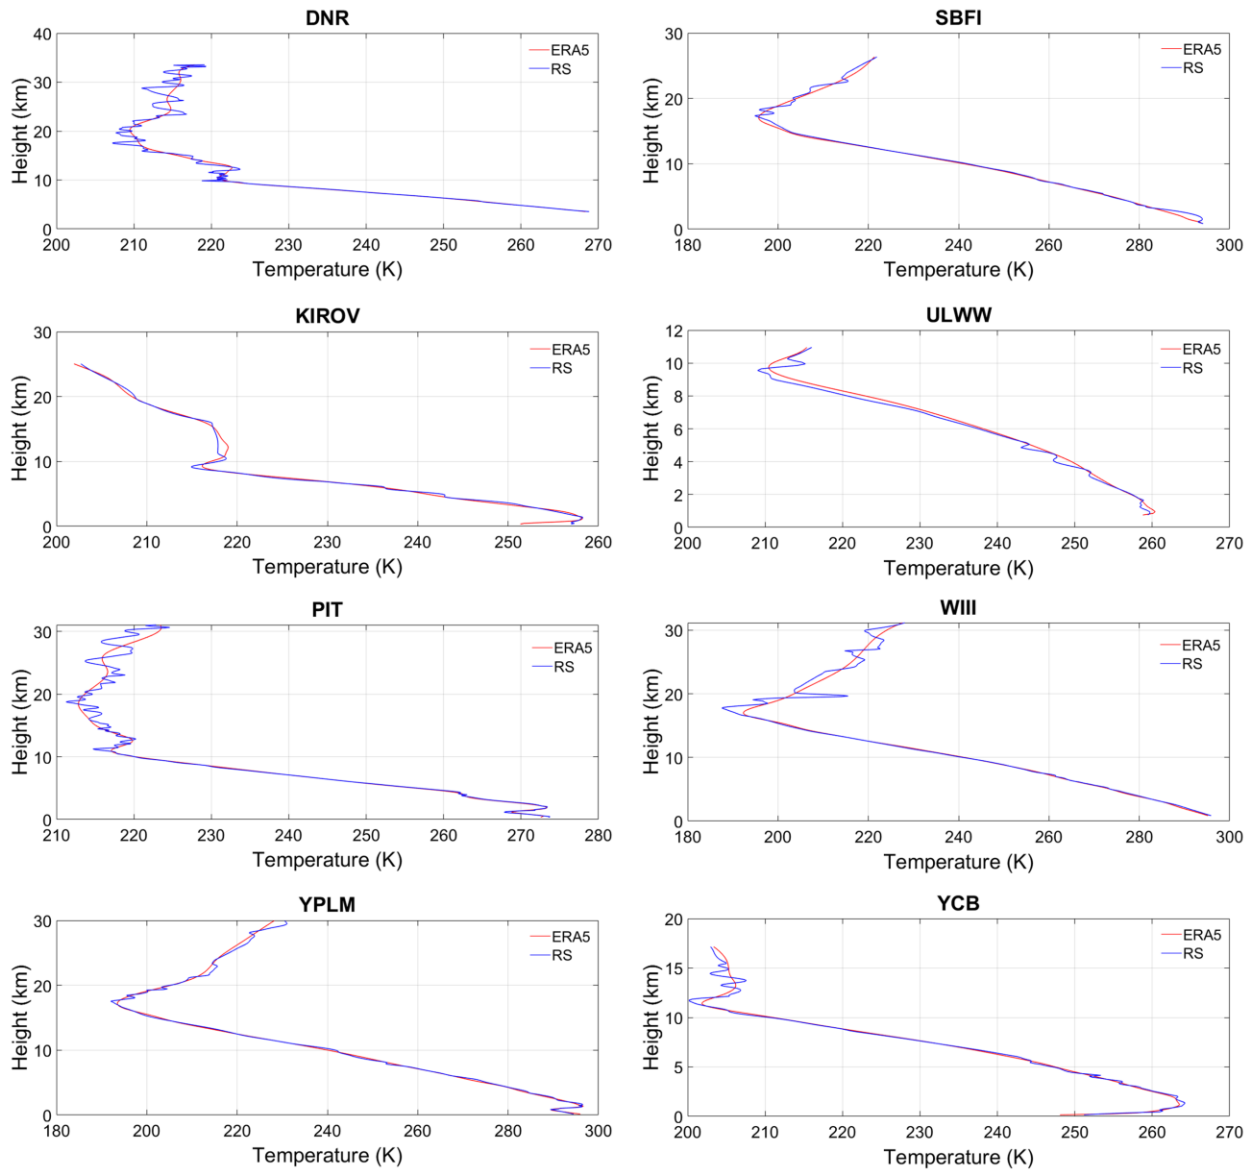 DNR
40
30
20
10
0
Height (km)
ERA5
RS
200 210 220 230 240 250 260 270
Temperature (K)
SBFI
30
20
10
0
Height (km)
ERA5
RS
180 200 220 240 260 280 300
Temperature (K)
KIROV
30
20
10
0
Height (km)
ERA5
RS
200 210 220 230 240 250 260
Temperature (K)
ULWW
12
10
8
6
4
2
0
Height (km)
ERA5
RS
200 210 220 230 240 250 260 270
Temperature (K)
PIT
30
20
10
0
Height (km)
ERA5
RS
210 220 230 240 250 260 270 280
Temperature (K)
WIII
30
20
10
0
Height (km)
ERA5
RS
180 200 220 240 260 280 300
Temperature (K)
YPLM
30
20
10
0
Height (km)
ERA5
RS
200 220 240 260 280 300
Temperature (K)
YCB
20
15
10
5
0
Height (km)
ERA5
RS
200 210 220 230 240 250 260 270
Temperature (K)